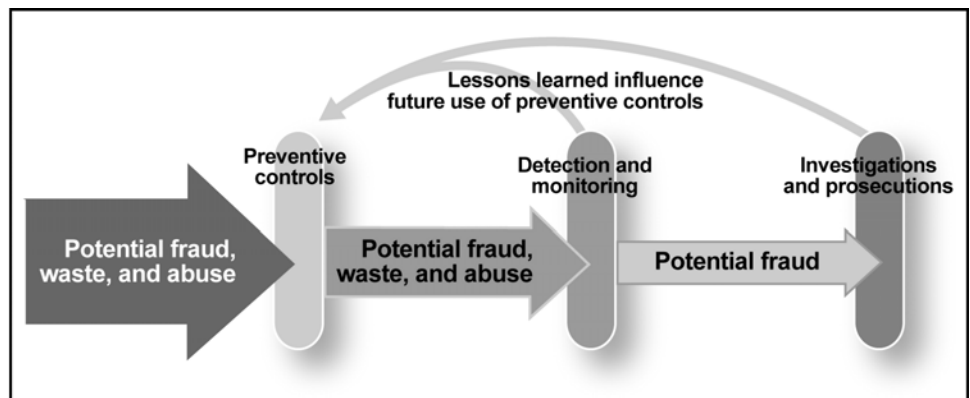 Lessons learned influence
future use of preventive controls
Preventive
controls
Detection and
monitoring
Investigations
and prosecutions
Potential fraud,
waste, and abuse
Potential fraud,
waste, and abuse
Potential fraud